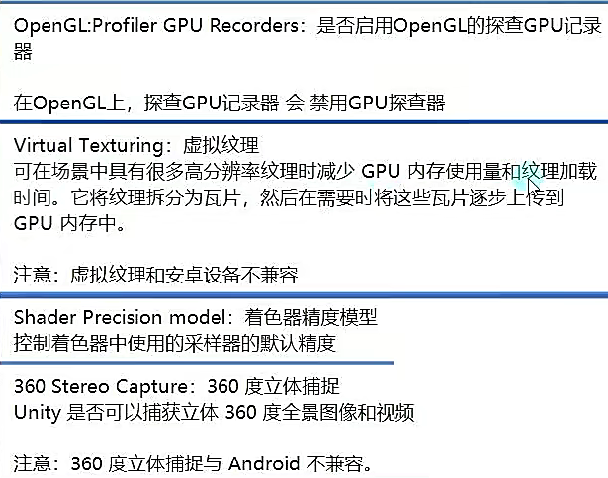 OpenGL:Profiler GPU Recorders：是否启用OpenGL的探查GPU记录
器
在OpenGL上，探查GPU记录器 会 禁用GPU探查器
Virtual Texturing：虚拟纹理
可在场景中具有很多高分辨率纹理时减少 GPU 内存使用量和纹理加载
时间。它将纹理拆分为瓦片，然后在需要时将这些瓦片逐步上传到
GPU 内存中。
注意：虚拟纹理和安卓设备不兼容
Shader Precision model：着色器精度模型
控制着色器中使用的采样器的默认精度
360 Stereo Capture：360 度立体捕捉
Unity 是否可以捕获立体 360 度全景图像和视频
注意：360 度立体捕捉与 Android 不兼容。